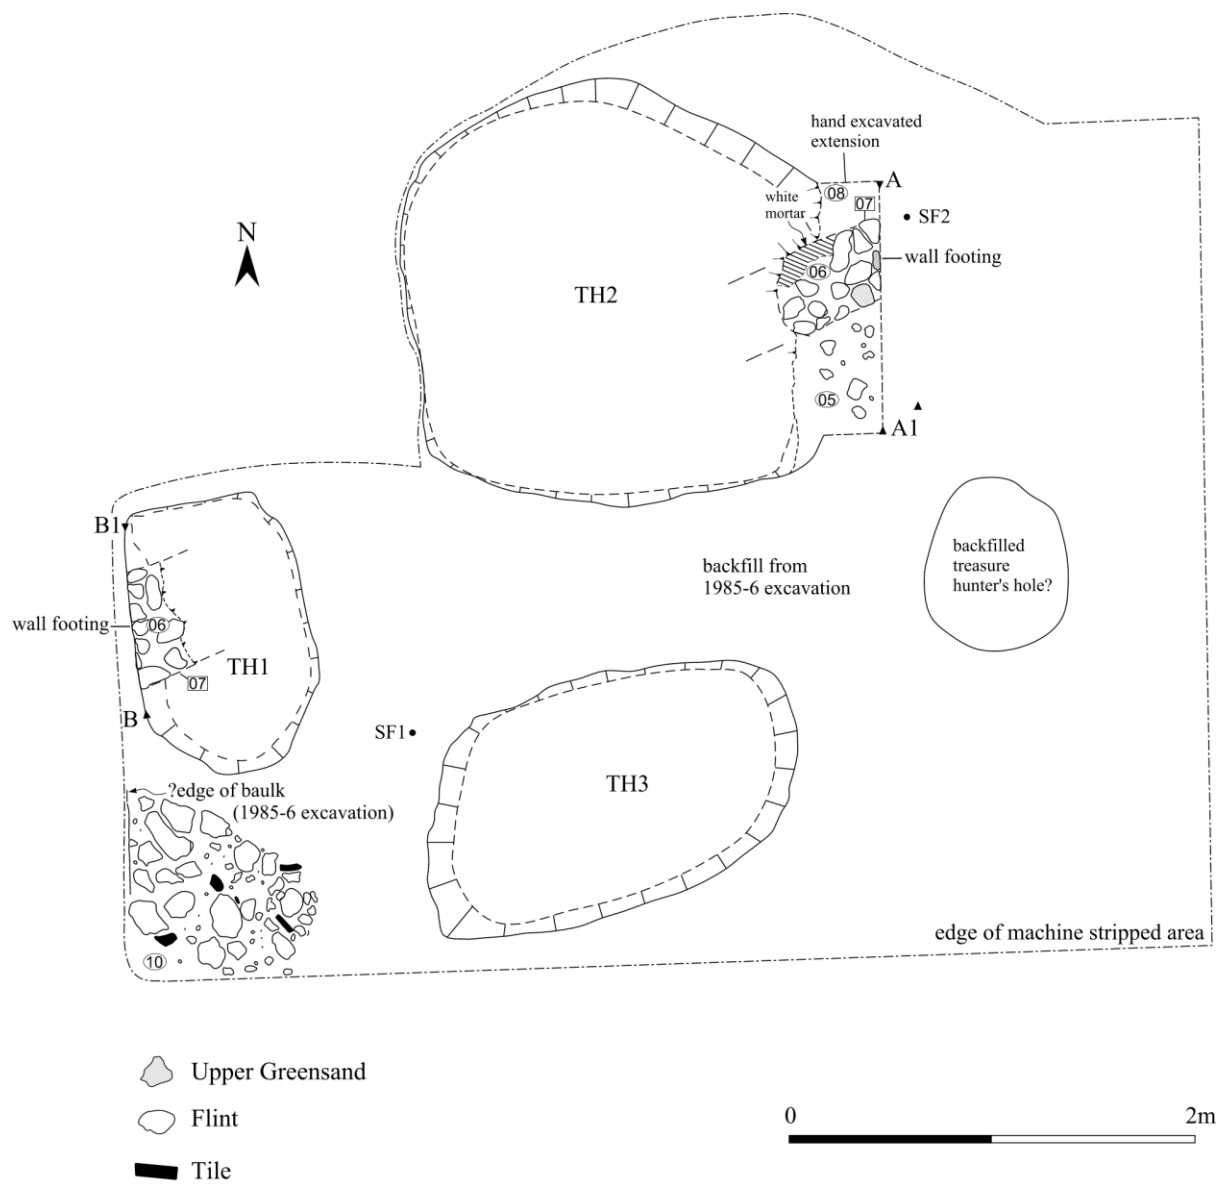 hand excavated
extension
A
08
white
mortar
07
SF2
N
06
wall footing
TH2
05
A1
B1
backfill from
1985-6 excavation
backfilled
treasure
hunter's hole?
wall footing
06
TH1
07
B
SF1
TH3
?edge of baulk
(1985-6 excavation)
edge of machine stripped area
10
Upper Greensand
Flint
Tile
0
2m